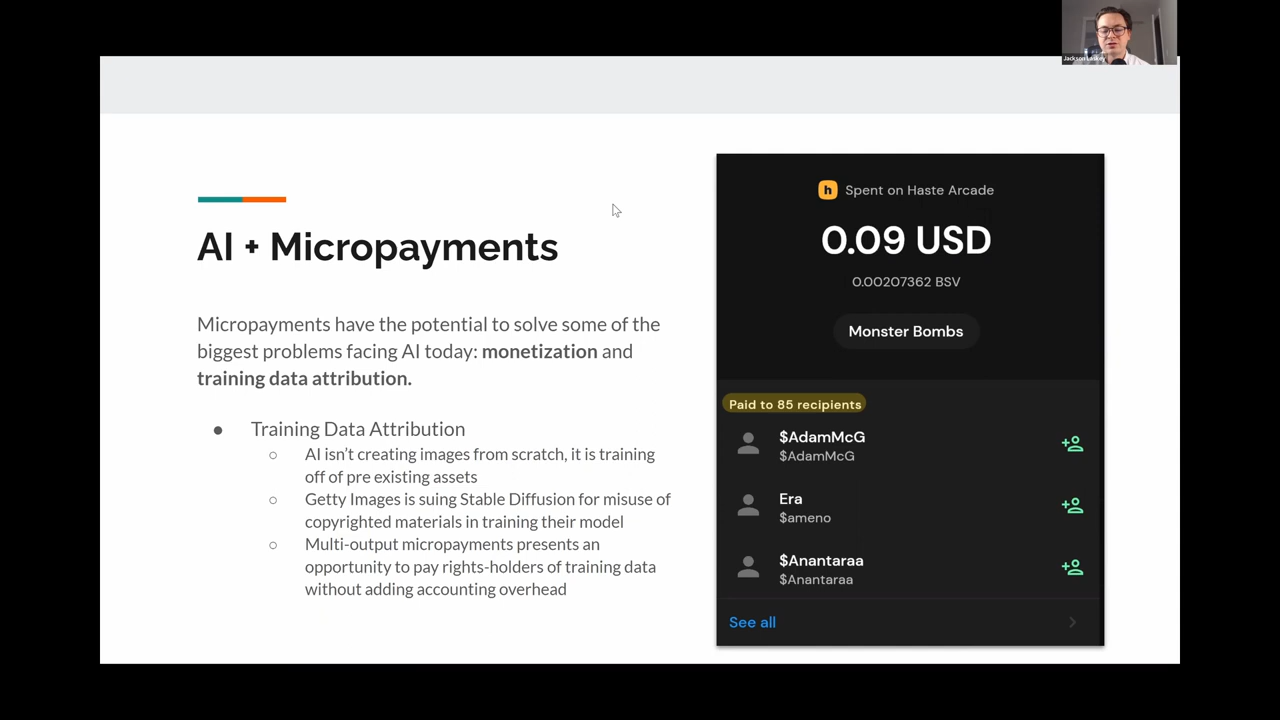 Jackson Laskey
AI + Micropayments
Micropayments have the potential to solve some of the
biggest problems facing AI today: monetization and
training data attribution.
● Training Data Attribution
○ AI isn’t creating images from scratch, it is training
off of pre existing assets
○ Getty Images is suing Stable Diffusion for misuse of
copyrighted materials in training their model
○ Multi-output micropayments presents an
opportunity to pay rights-holders of training data
without adding accounting overhead
h Spent on Haste Arcade
0.09 USD
0.00207362 BSV
Monster Bombs
Paid to 85 recipients
$AdamMcG
$AdamMcG
Era
$ameno
$Anantaraa
$Anantaraa
See all